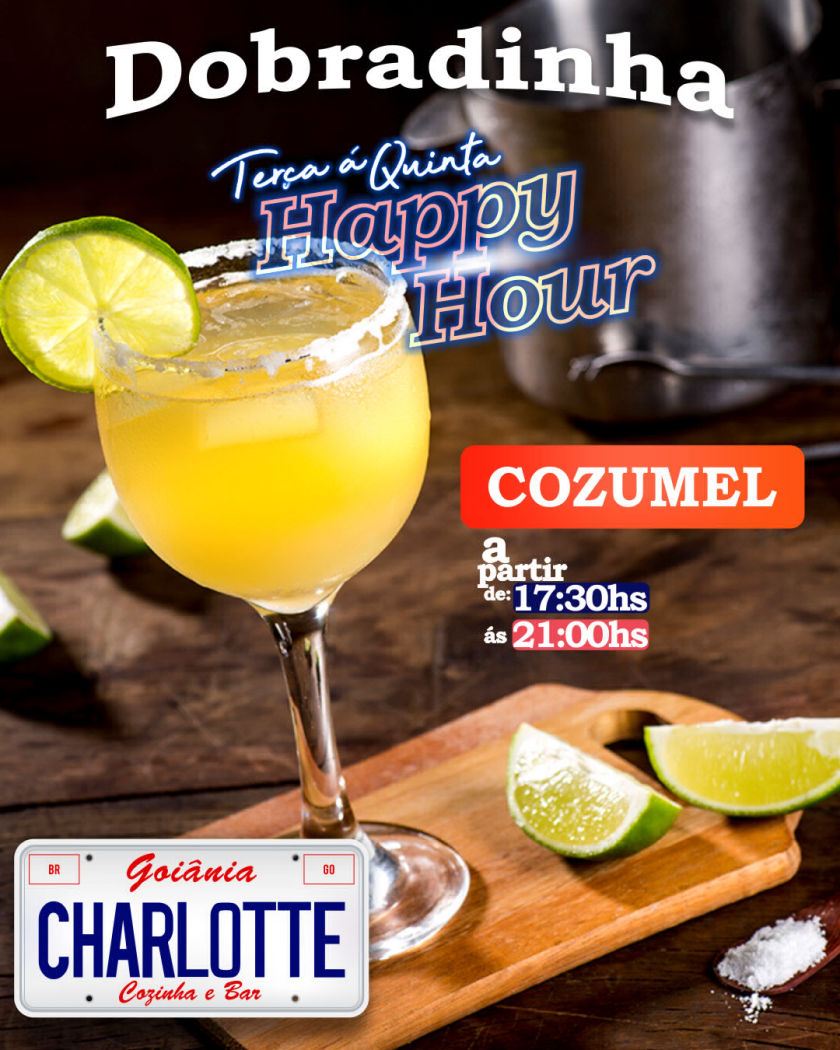 Dobradinha
Terça á Quinta
Happy
Hour
COZUMEL
a
partir
de: 17:30hs
ás 21:00hs
BR Goiânia GO
CHARLOTTE
Cozinha e Bar